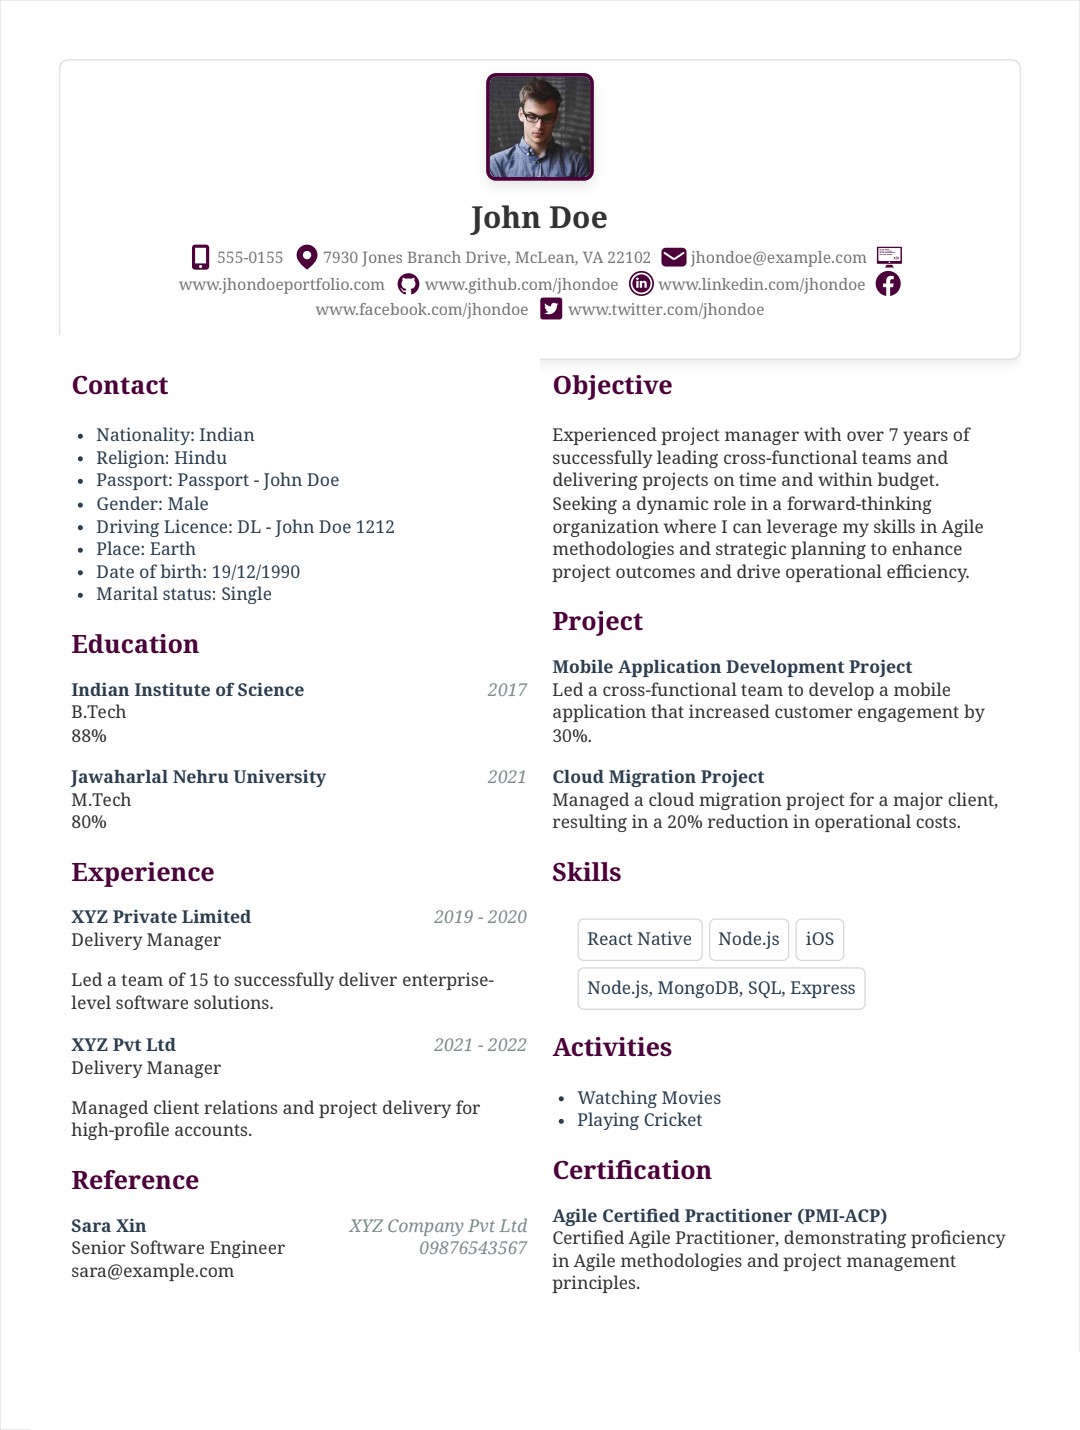 John Doe
555-0155 7930 Jones Branch Drive, McLean, VA 22102 jhondoe@example.com
www.jhondoeportfolio.com www.github.com/jhondoe www.linkedin.com/jhondoe
www.facebook.com/jhondoe www.twitter.com/jhondoe
Contact
• Nationality: Indian
• Religion: Hindu
• Passport: Passport - John Doe
• Gender: Male
• Driving Licence: DL - John Doe 1212
• Place: Earth
• Date of birth: 19/12/1990
• Marital status: Single
Education
Indian Institute of Science 2017
B.Tech
88%
Jawaharlal Nehru University 2021
M.Tech
80%
Experience
XYZ Private Limited 2019 - 2020
Delivery Manager
Led a team of 15 to successfully deliver enterprise-
level software solutions.
XYZ Pvt Ltd 2021 - 2022
Delivery Manager
Managed client relations and project delivery for
high-profile accounts.
Reference
Sara Xin XYZ Company Pvt Ltd
Senior Software Engineer 09876543567
sara@example.com
Objective
Experienced project manager with over 7 years of
successfully leading cross-functional teams and
delivering projects on time and within budget.
Seeking a dynamic role in a forward-thinking
organization where I can leverage my skills in Agile
methodologies and strategic planning to enhance
project outcomes and drive operational efficiency.
Project
Mobile Application Development Project
Led a cross-functional team to develop a mobile
application that increased customer engagement by
30%.
Cloud Migration Project
Managed a cloud migration project for a major client,
resulting in a 20% reduction in operational costs.
Skills
React Native Node.js iOS
Node.js, MongoDB, SQL, Express
Activities
• Watching Movies
• Playing Cricket
Certification
Agile Certified Practitioner (PMI-ACP)
Certified Agile Practitioner, demonstrating proficiency
in Agile methodologies and project management
principles.